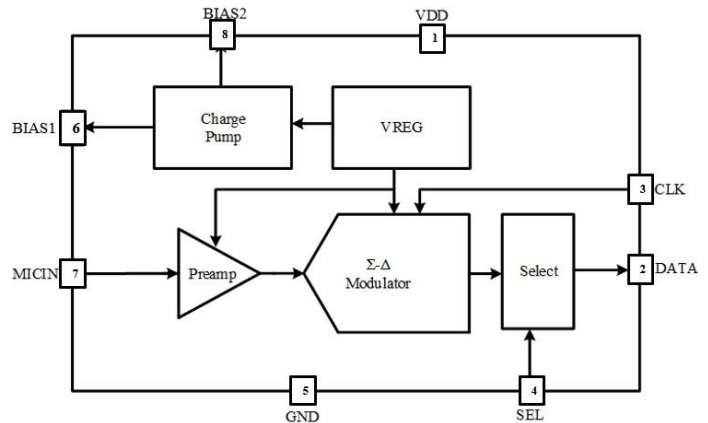 BIAS2
VDD
8
1
Charge
Pump
VREG
BIAS1
6
3
CLK
MICIN
7
Preamp
Σ-Δ
Modulator
Select
2
DATA
5
4
GND
SEL